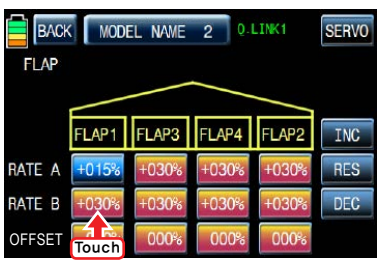 BACK MODEL NAME 2 Q-LINK1 SERVO
FLAP
FLAP1 FLAP3 FLAP4 FLAP2 INC
RATE A +015% +030% +030% +030% RES
RATE B +030% +030% +030% +030% DEC
OFFSET 000% 000% 000%
Touch